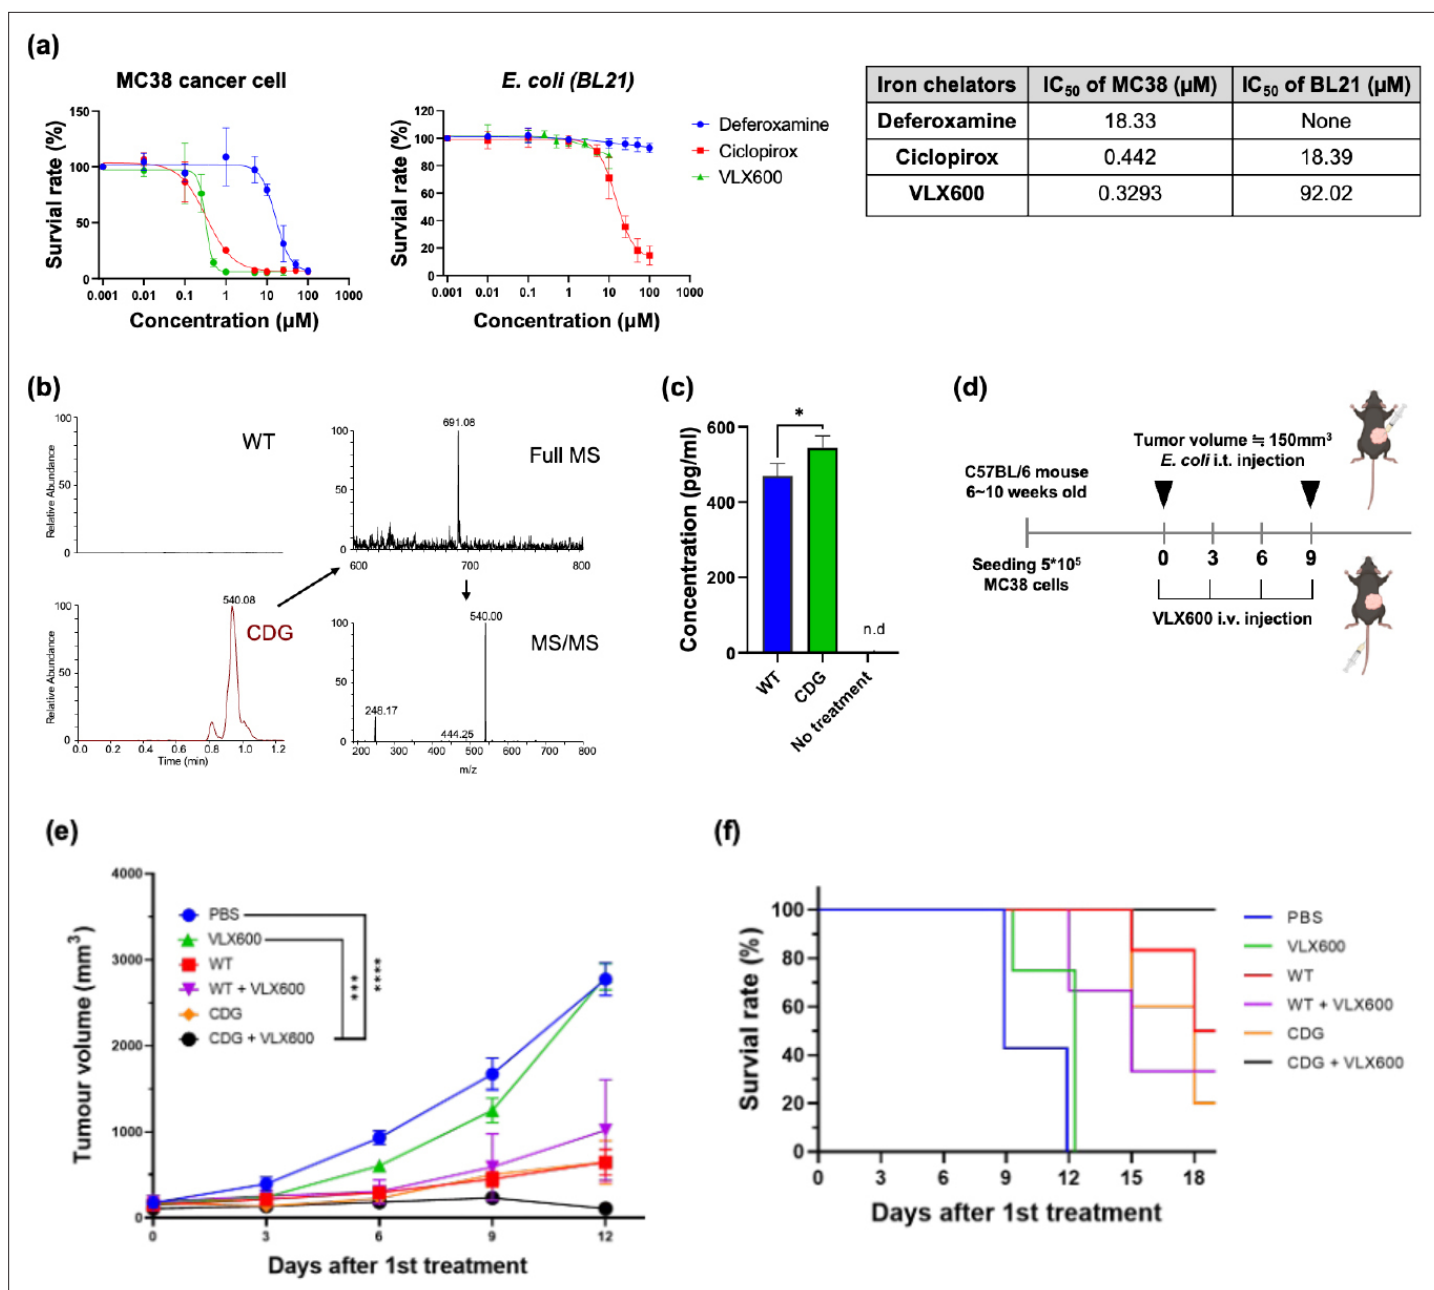 (a)
MC38 cancer cell
Survial rate (%)
150
100
50
0
0.001 0.01 0.1 1 10 100 1000
Concentration (µM)
E. coli (BL21)
Survial rate (%)
120
100
80
60
40
20
0
0.001 0.01 0.1 1 10 100 1000
Concentration (µM)
Deferoxamine
Ciclopirox
VLX600
Iron chelators IC50 of MC38 (µM) IC50 of BL21 (µM)
Deferoxamine 18.33 None
Ciclopirox 0.442 18.39
VLX600 0.3293 92.02
(b)
Relative Abundance
100
50
0
WT
Relative Abundance
100
50
0
540.08
CDG
0.0 0.2 0.4 0.6 0.8 1.0 1.2
Time (min)
100
50
0
691.08
Full MS
600 700 800
100
50
0
540.00
MS/MS
248.17
444.25
200 300 400 500 600 700 800
m/z
(c)
Concentration (pg/ml)
600
400
200
0
*
n.d
WT
CDG
No treatment
(d)
Tumor volume ≒ 150mm3
E. coli i.t. injection
C57BL/6 mouse
6~10 weeks old
Seeding 5*105
MC38 cells
0 3 6 9
VLX600 i.v. injection
(e)
Tumour volume (mm3)
4000
3000
2000
1000
0
PBS
VLX600
WT
WT + VLX600
CDG
CDG + VLX600
***
****
0 3 6 9 12
Days after 1st treatment
(f)
Survial rate (%)
100
80
60
40
20
0
0 3 6 9 12 15 18
Days after 1st treatment
PBS
VLX600
WT
WT + VLX600
CDG
CDG + VLX600